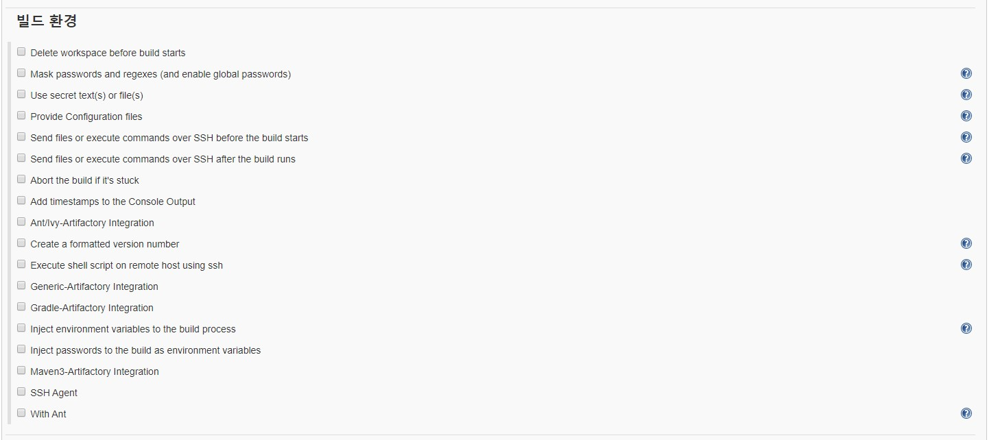 빌드 환경
Delete workspace before build starts
Mask passwords and regexes (and enable global passwords)
Use secret text(s) or file(s)
Provide Configuration files
Send files or execute commands over SSH before the build starts
Send files or execute commands over SSH after the build runs
Abort the build if it's stuck
Add timestamps to the Console Output
Ant/Ivy-Artifactory Integration
Create a formatted version number
Execute shell script on remote host using ssh
Generic-Artifactory Integration
Gradle-Artifactory Integration
Inject environment variables to the build process
Inject passwords to the build as environment variables
Maven3-Artifactory Integration
SSH Agent
With Ant